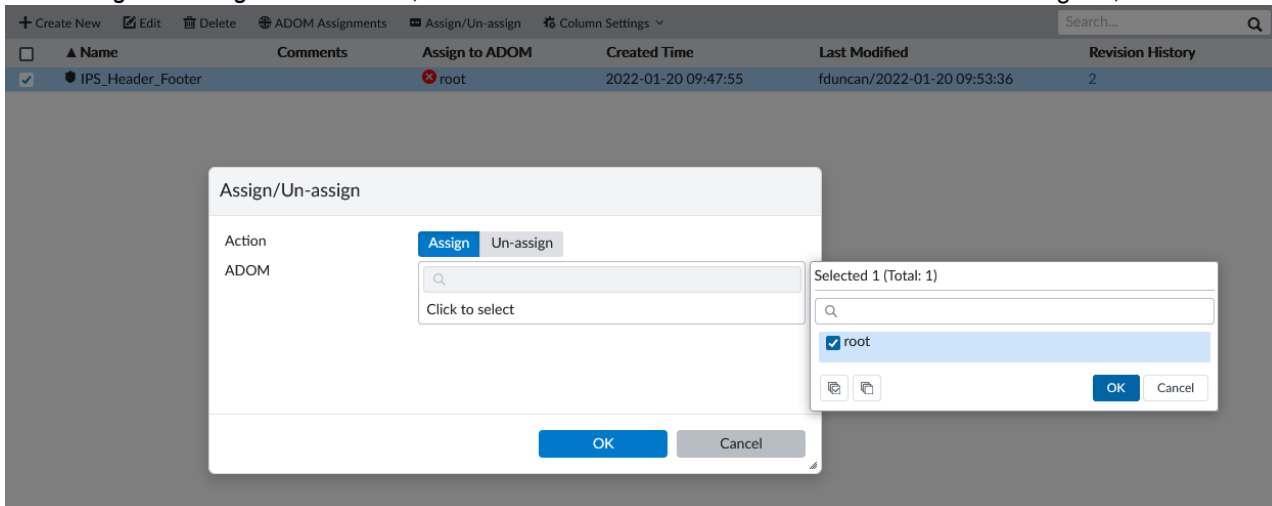 Create New Edit Delete ADOM Assignments Assign/Un-assign Column Settings Search...
Name Comments Assign to ADOM Created Time Last Modified Revision History
IPS_Header_Footer root 2022-01-20 09:47:55 fduncan/2022-01-20 09:53:36 2
Assign/Un-assign
Action Assign Un-assign
ADOM
Click to select
Selected 1 (Total: 1)
root
OK Cancel
OK Cancel